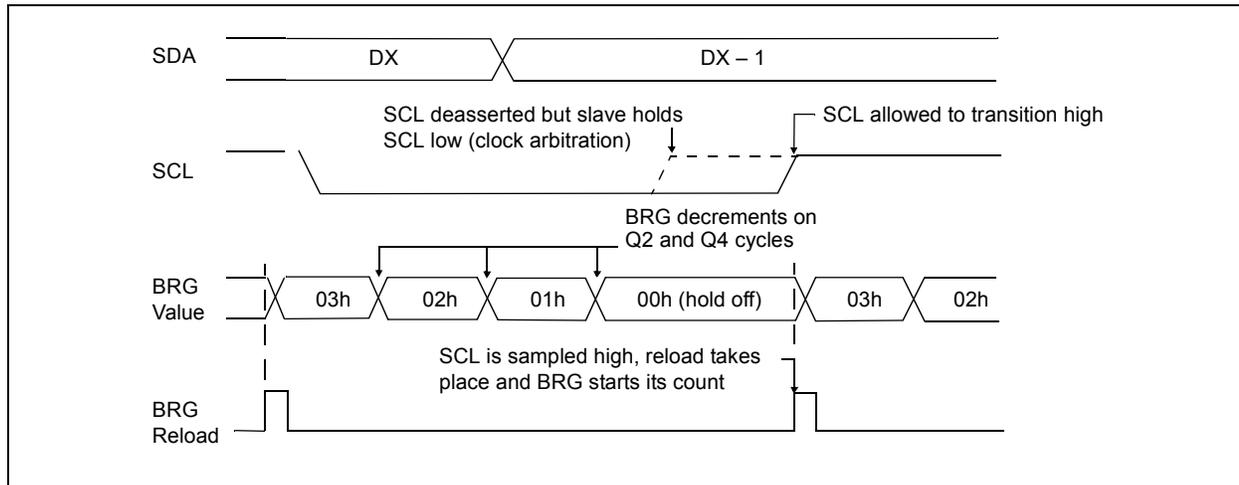 SDA
DX
DX – 1
SCL deasserted but slave holds
SCL low (clock arbitration)
SCL allowed to transition high
SCL
BRG decrements on
Q2 and Q4 cycles
BRG
Value
03h
02h
01h
00h (hold off)
03h
02h
SCL is sampled high, reload takes
place and BRG starts its count
BRG
Reload